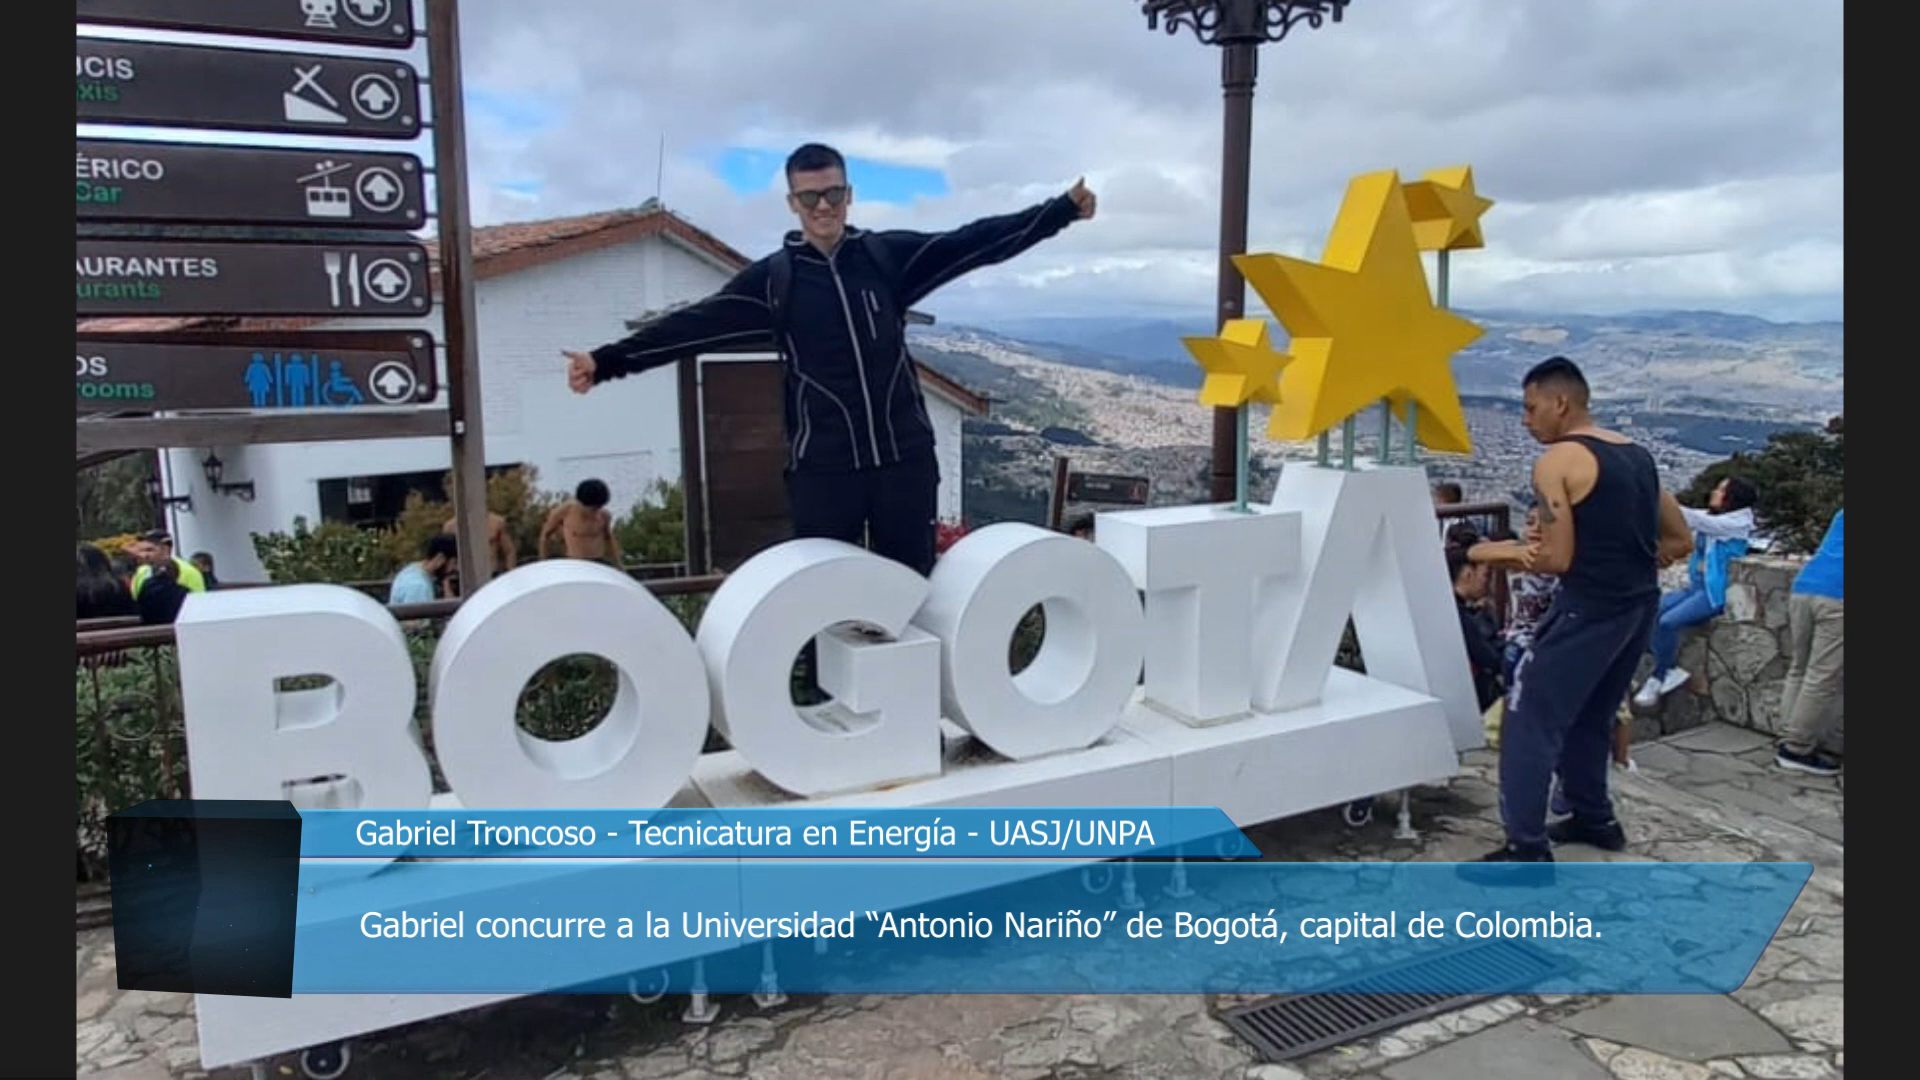 UCIS
xis
ÉRICO
Car
AURANTES
urants
OS
rooms
BOGOTÁ
Gabriel Troncoso - Tecnicatura en Energía - UASJ/UNPA
Gabriel concurre a la Universidad “Antonio Nariño” de Bogotá, capital de Colombia.